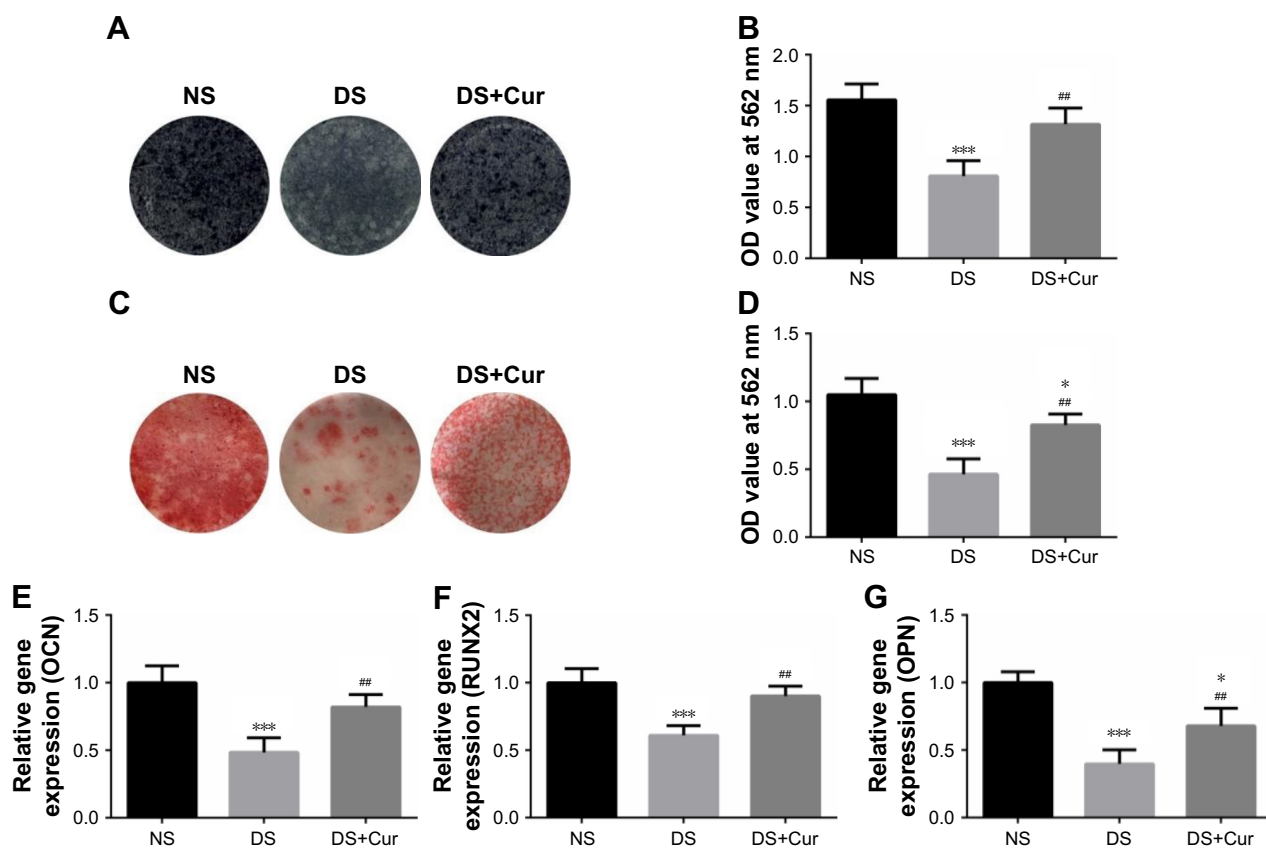 A
NS
DS
DS+Cur
B
OD value at 562 nm
2.0
1.5
1.0
0.5
0.0
***
##
NS
DS
DS+Cur
C
NS
DS
DS+Cur
D
OD value at 562 nm
1.5
1.0
0.5
0.0
***
*
##
NS
DS
DS+Cur
E
Relative gene
expression (OCN)
1.5
1.0
0.5
0.0
***
##
NS
DS
DS+Cur
F
Relative gene
expression (RUNX2)
1.5
1.0
0.5
0.0
***
##
NS
DS
DS+Cur
G
Relative gene
expression (OPN)
1.5
1.0
0.5
0.0
***
*
##
NS
DS
DS+Cur